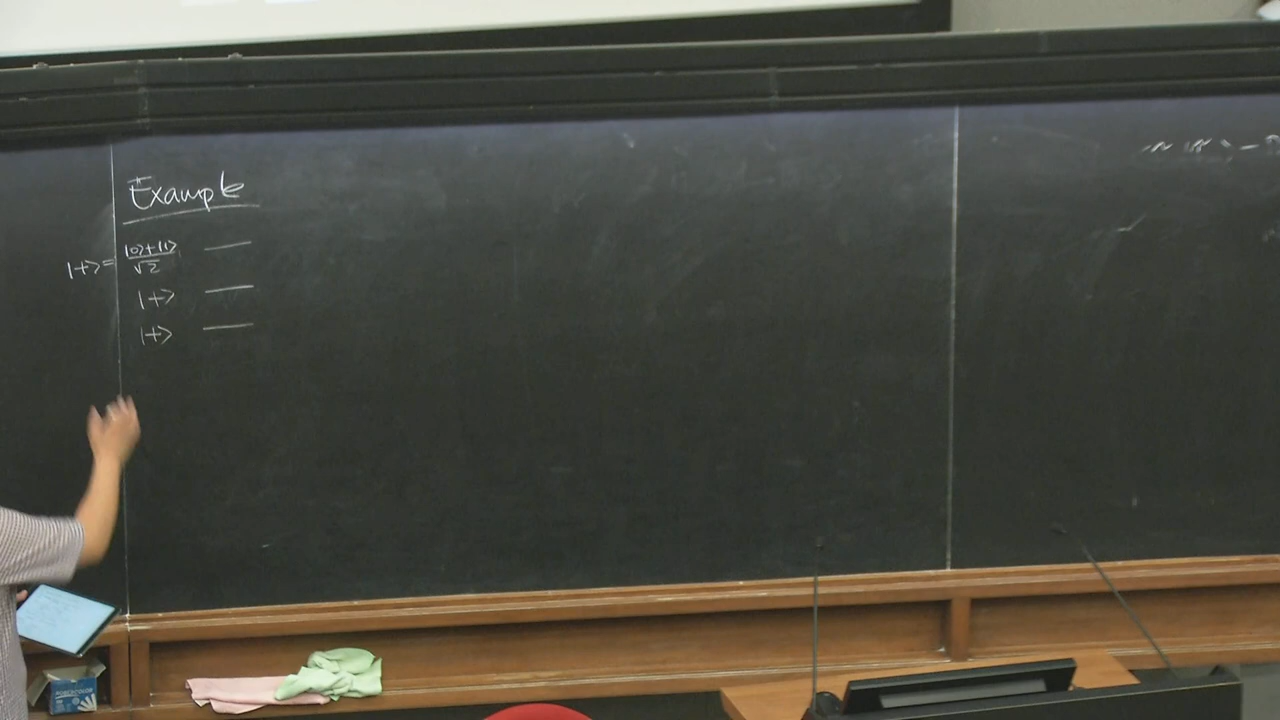 Example
|+> = |0>+|1> / √2
|+>
|+>